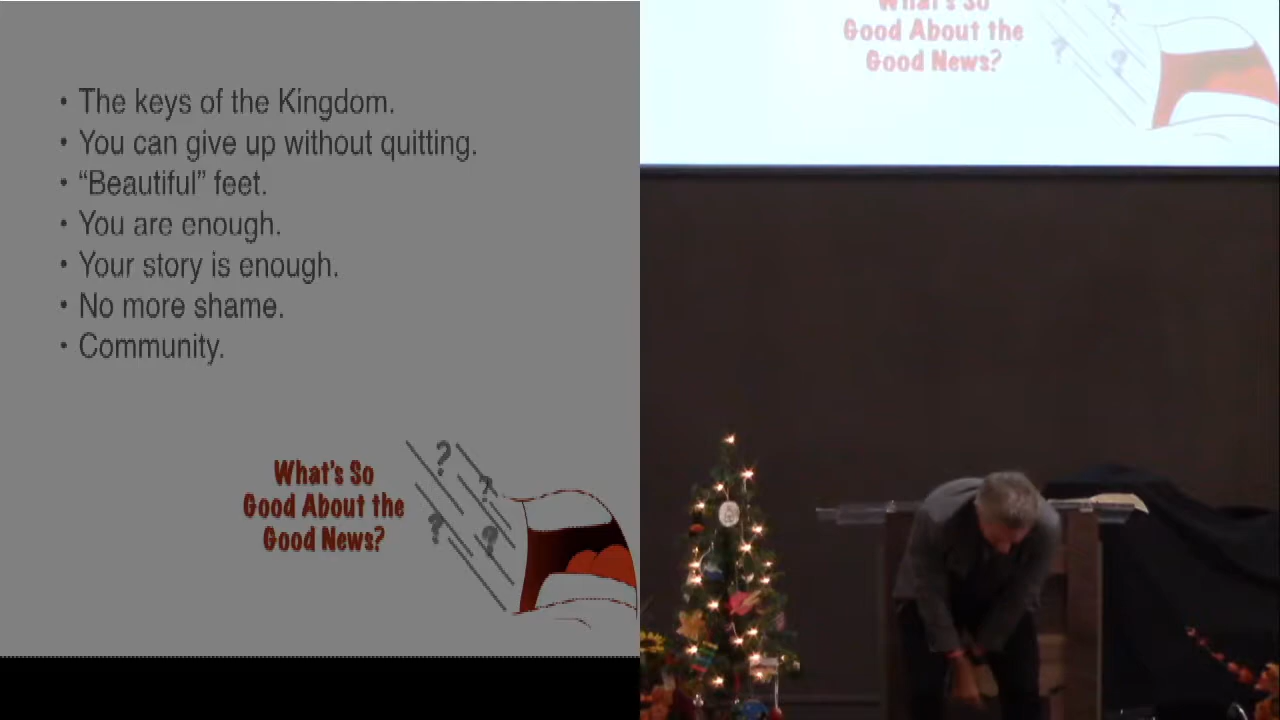 • The keys of the Kingdom.
• You can give up without quitting.
• “Beautiful” feet.
• You are enough.
• Your story is enough.
• No more shame.
• Community.
What's So
Good About the
Good News?
? ? ? ?
What's So
Good About the
Good News?
? ? ?